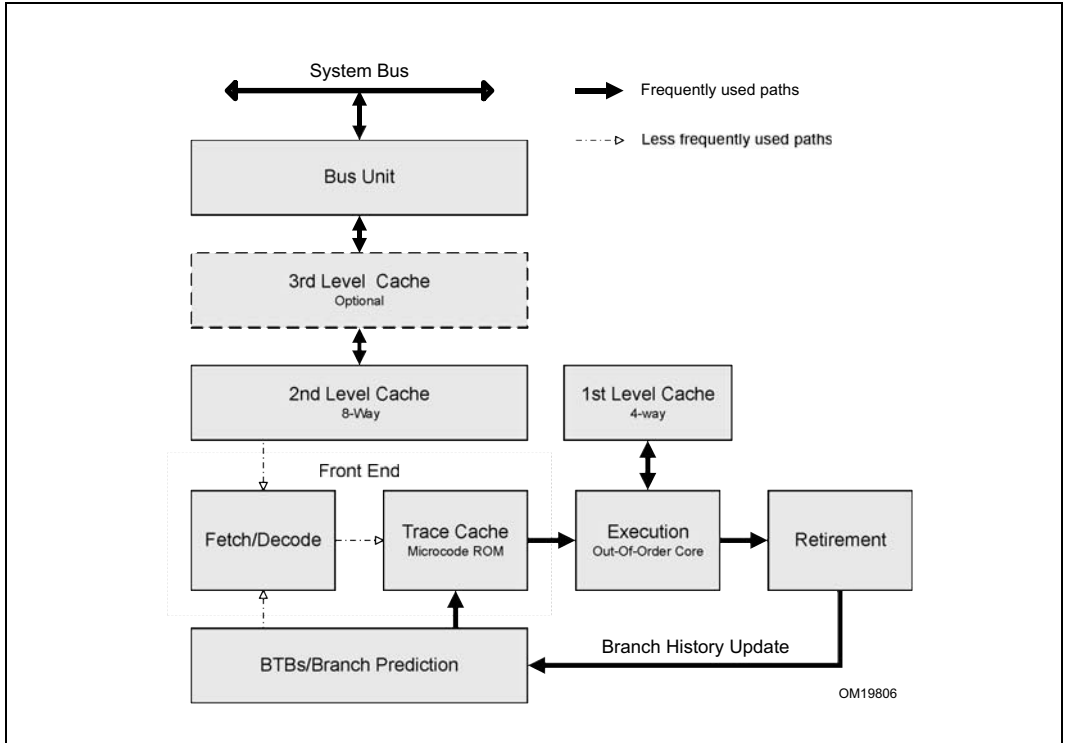 System Bus
Frequently used paths
Less frequently used paths
Bus Unit
3rd Level Cache
Optional
2nd Level Cache
8-Way
1st Level Cache
4-way
Front End
Fetch/Decode
Trace Cache
Microcode ROM
Execution
Out-Of-Order Core
Retirement
BTBs/Branch Prediction
Branch History Update
OM19806